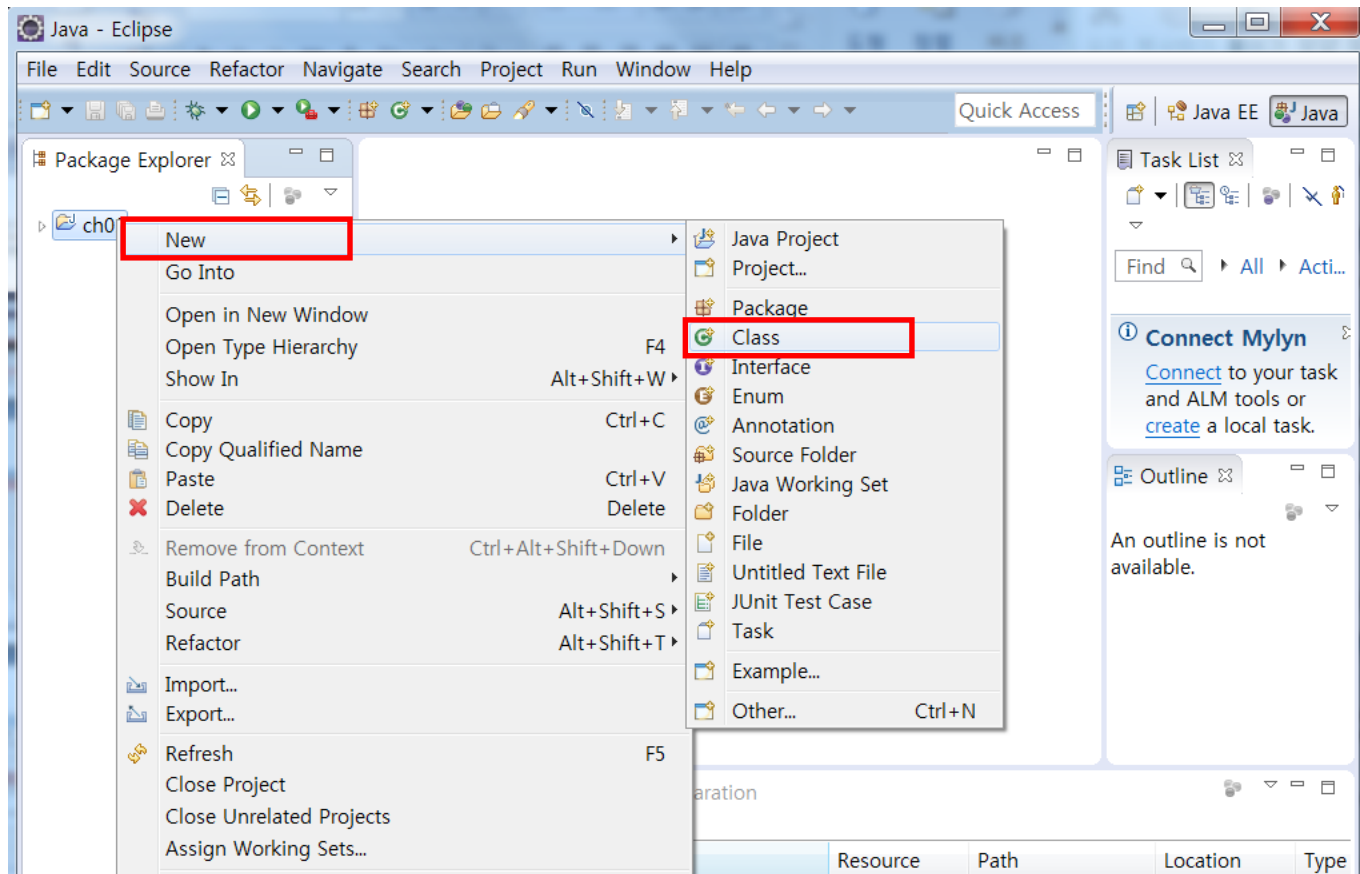 Java - Eclipse
File Edit Source Refactor Navigate Search Project Run Window Help
Quick Access
Java EE
Java
Package Explorer
ch0
New
Go Into
Open in New Window
Open Type Hierarchy F4
Show In Alt+Shift+W
Copy Ctrl+C
Copy Qualified Name
Paste Ctrl+V
Delete Delete
Remove from Context Ctrl+Alt+Shift+Down
Build Path
Source Alt+Shift+S
Refactor Alt+Shift+T
Import...
Export...
Refresh F5
Close Project
Close Unrelated Projects
Assign Working Sets...
Java Project
Project...
Package
Class
Interface
Enum
Annotation
Source Folder
Java Working Set
Folder
File
Untitled Text File
JUnit Test Case
Task
Example...
Other... Ctrl+N
Task List
Find All Acti...
Connect Mylyn
Connect to your task
and ALM tools or
create a local task.
Outline
An outline is not
available.
aration
Resource Path Location Type